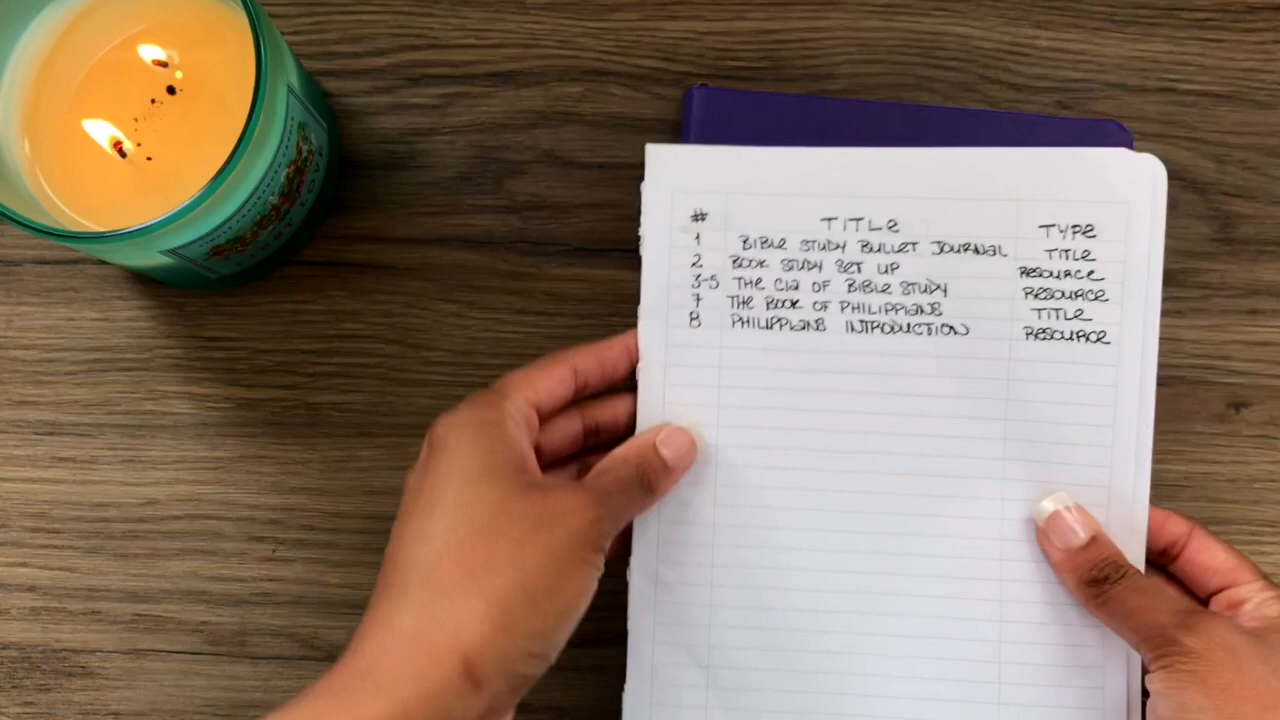 # TITLe TYPe
1 BIBLe STUDY BULLET JOURNAL TITLe
2 BOOK STUDY SET UP ResOURCe
3-5 THe CIa OF BIBLe STUDY ResOURCe
7 THe BOOK OF PHILIPPIaNS TITLe
8 PHILIPPIaNS INTRODUCTION ResOURCe